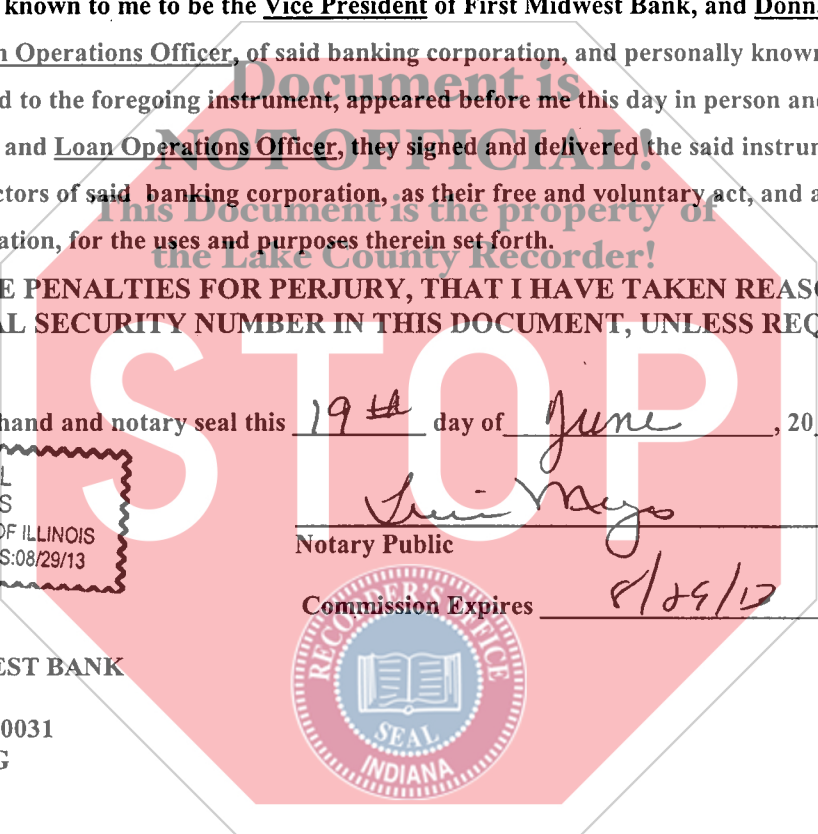 known to me to be the Vice President of First Midwest Bank, and Donn
n Operations Officer, of said banking corporation, and personally known
Document is
d to the foregoing instrument, appeared before me this day in person and
NOT OFFICIAL!
and Loan Operations Officer, they signed and delivered the said instrum
ctors of said banking corporation, as their free and voluntary act, and a
This Document is the property of
ation, for the uses and purposes therein set forth.
the Lake County Recorder!
E PENALTIES FOR PERJURY, THAT I HAVE TAKEN REASO
AL SECURITY NUMBER IN THIS DOCUMENT, UNLESS REQ
STOP
hand and notary seal this 19th day of June, 20
L
S
OF ILLINOIS
S:08/29/13
Notary Public
Commission Expires 8/29/13
RECORDER'S OFFICE
SEAL
INDIANA
EST BANK
0031
G